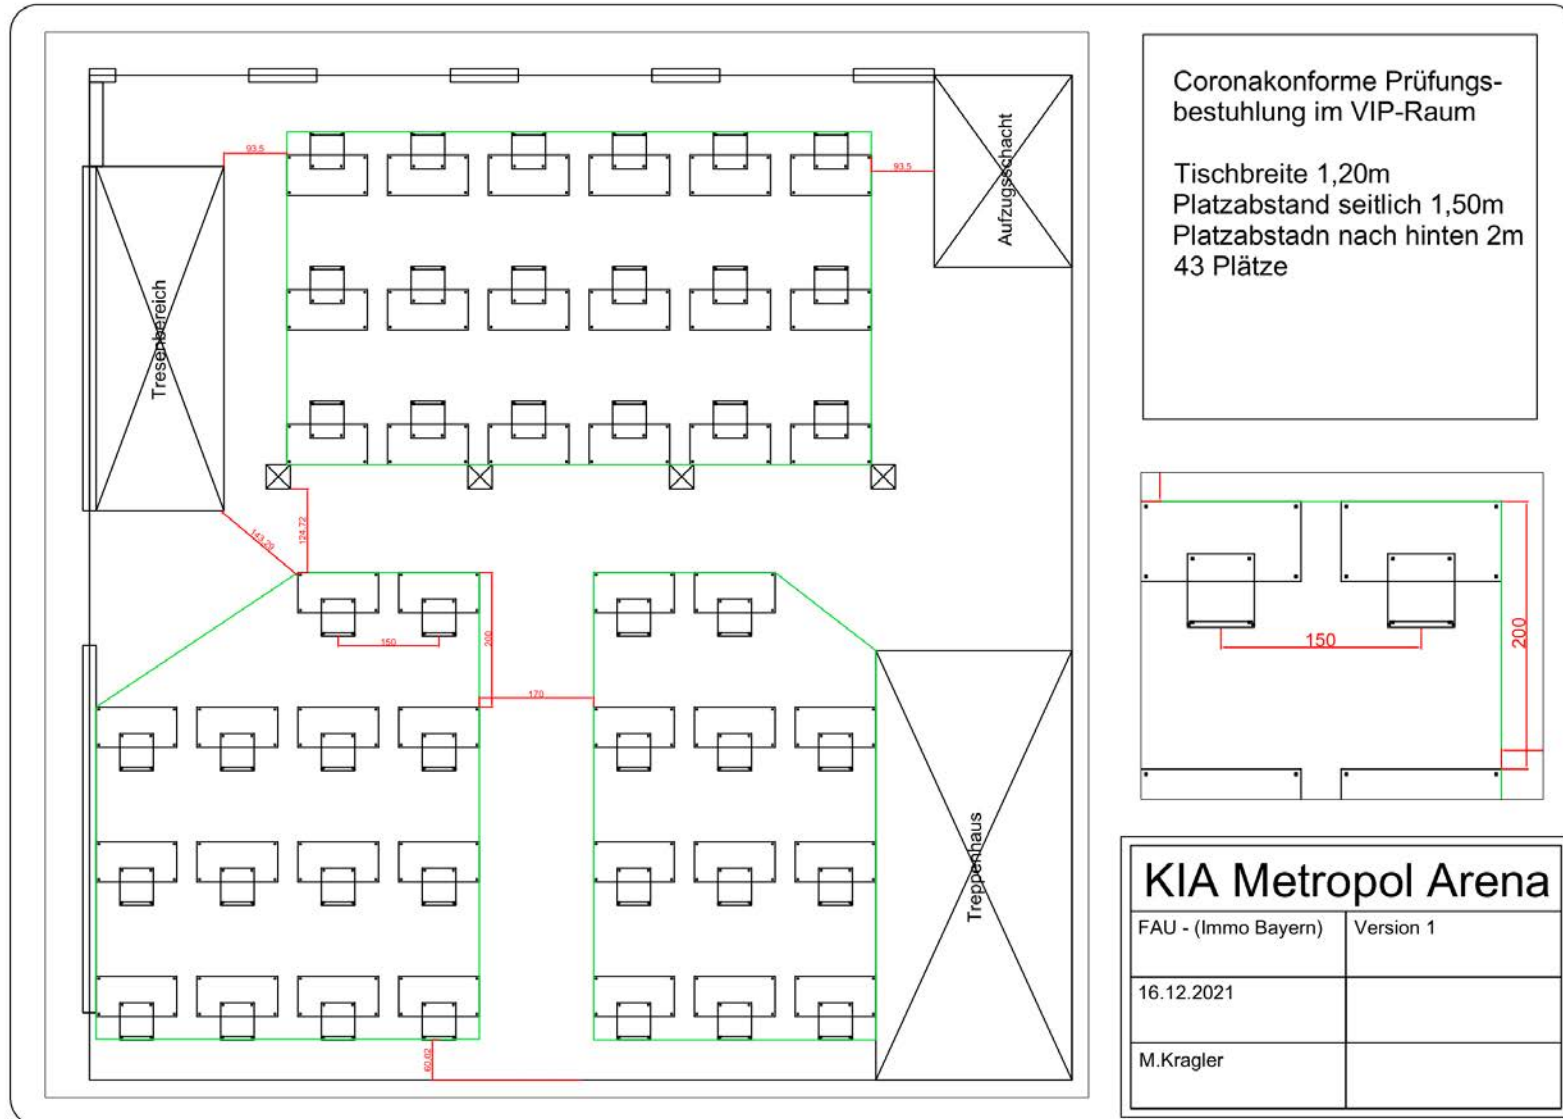 Coronakonforme Prüfungs-
bestuhlung im VIP-Raum
Tischbreite 1,20m
Platzabstand seitlich 1,50m
Platzabstadn nach hinten 2m
43 Plätze
93.5
93.5
Aufzugsschacht
Tresenbereich
124.72
143.29
150
200
170
Treppenhaus
60.02
150
200
KIA Metropol Arena
FAU - (Immo Bayern)
Version 1
16.12.2021
M.Kragler